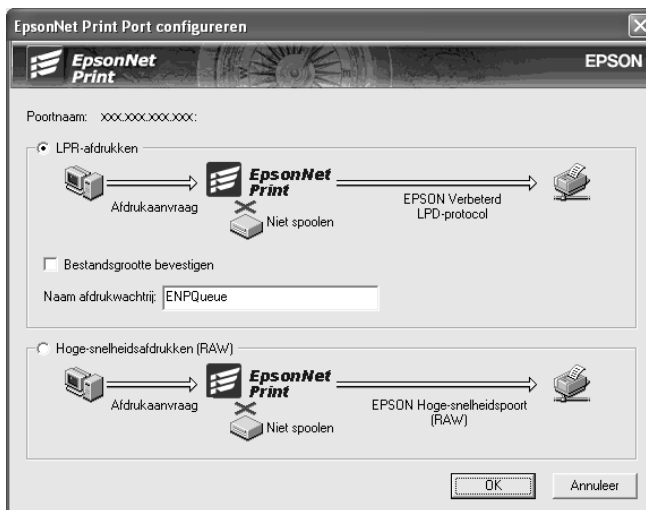 EpsonNet Print Port configureren
EpsonNet
Print
EPSON
Poortnaam: xxx.xxx.xxx.xxx:
LPR-afdrukken
Afdrukaanvraag
EpsonNet
Print
Niet spoolen
EPSON Verbeterd
LPD-protocol
Bestandsgrootte bevestigen
Naam afdrukwachtrij: ENPQueue
Hoge-snelheidsafdrukken (RAW)
Afdrukaanvraag
EpsonNet
Print
Niet spoolen
EPSON Hoge-snelheidspoort
(RAW)
OK
Annuleer